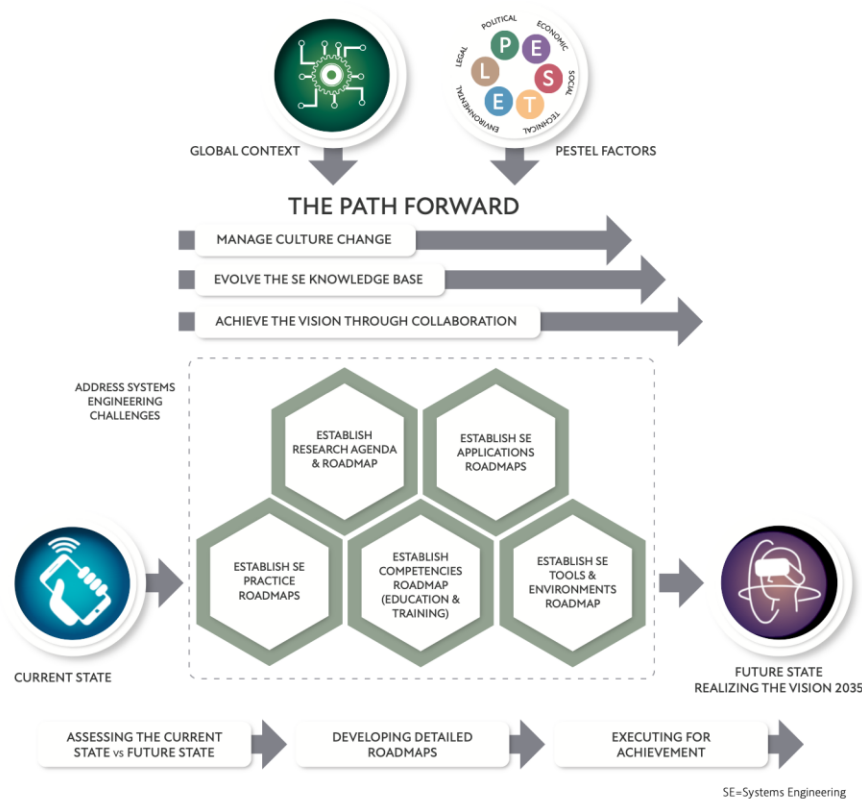 POLITICAL
ECONOMIC
SOCIAL
TECHNICAL
ENVIRONMENTAL
LEGAL
P
E
S
T
E
L
GLOBAL CONTEXT
PESTEL FACTORS
THE PATH FORWARD
MANAGE CULTURE CHANGE
EVOLVE THE SE KNOWLEDGE BASE
ACHIEVE THE VISION THROUGH COLLABORATION
ADDRESS SYSTEMS
ENGINEERING
CHALLENGES
ESTABLISH
RESEARCH AGENDA
& ROADMAP
ESTABLISH SE
APPLICATIONS
ROADMAPS
ESTABLISH SE
PRACTICE
ROADMAPS
ESTABLISH
COMPETENCIES
ROADMAP
(EDUCATION &
TRAINING)
ESTABLISH SE
TOOLS &
ENVIRONMENTS
ROADMAP
CURRENT STATE
FUTURE STATE
REALIZING THE VISION 2035
ASSESSING THE CURRENT
STATE vs FUTURE STATE
DEVELOPING DETAILED
ROADMAPS
EXECUTING FOR
ACHIEVEMENT
SE=Systems Engineering